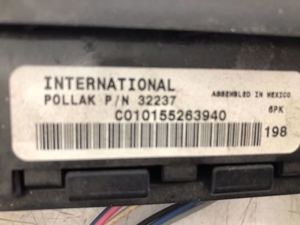 INTERNATIONAL
POLLAK P/N 32237
ASSEMBLED IN MEXICO
C010155263940
6PK
198